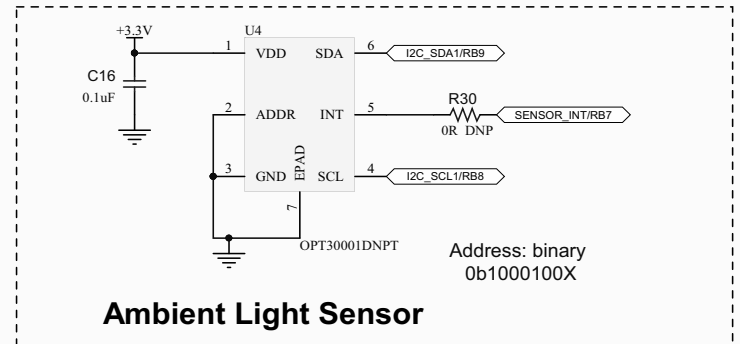 +3.3V
U4
1 VDD SDA 6 I2C_SDA1/RB9
C16
0.1uF
2 ADDR INT 5 R30 SENSOR_INT/RB7
0R DNP
3 GND EPAD SCL 4 I2C_SCL1/RB8
7
OPT30001DNPT
Address: binary
0b1000100X
Ambient Light Sensor